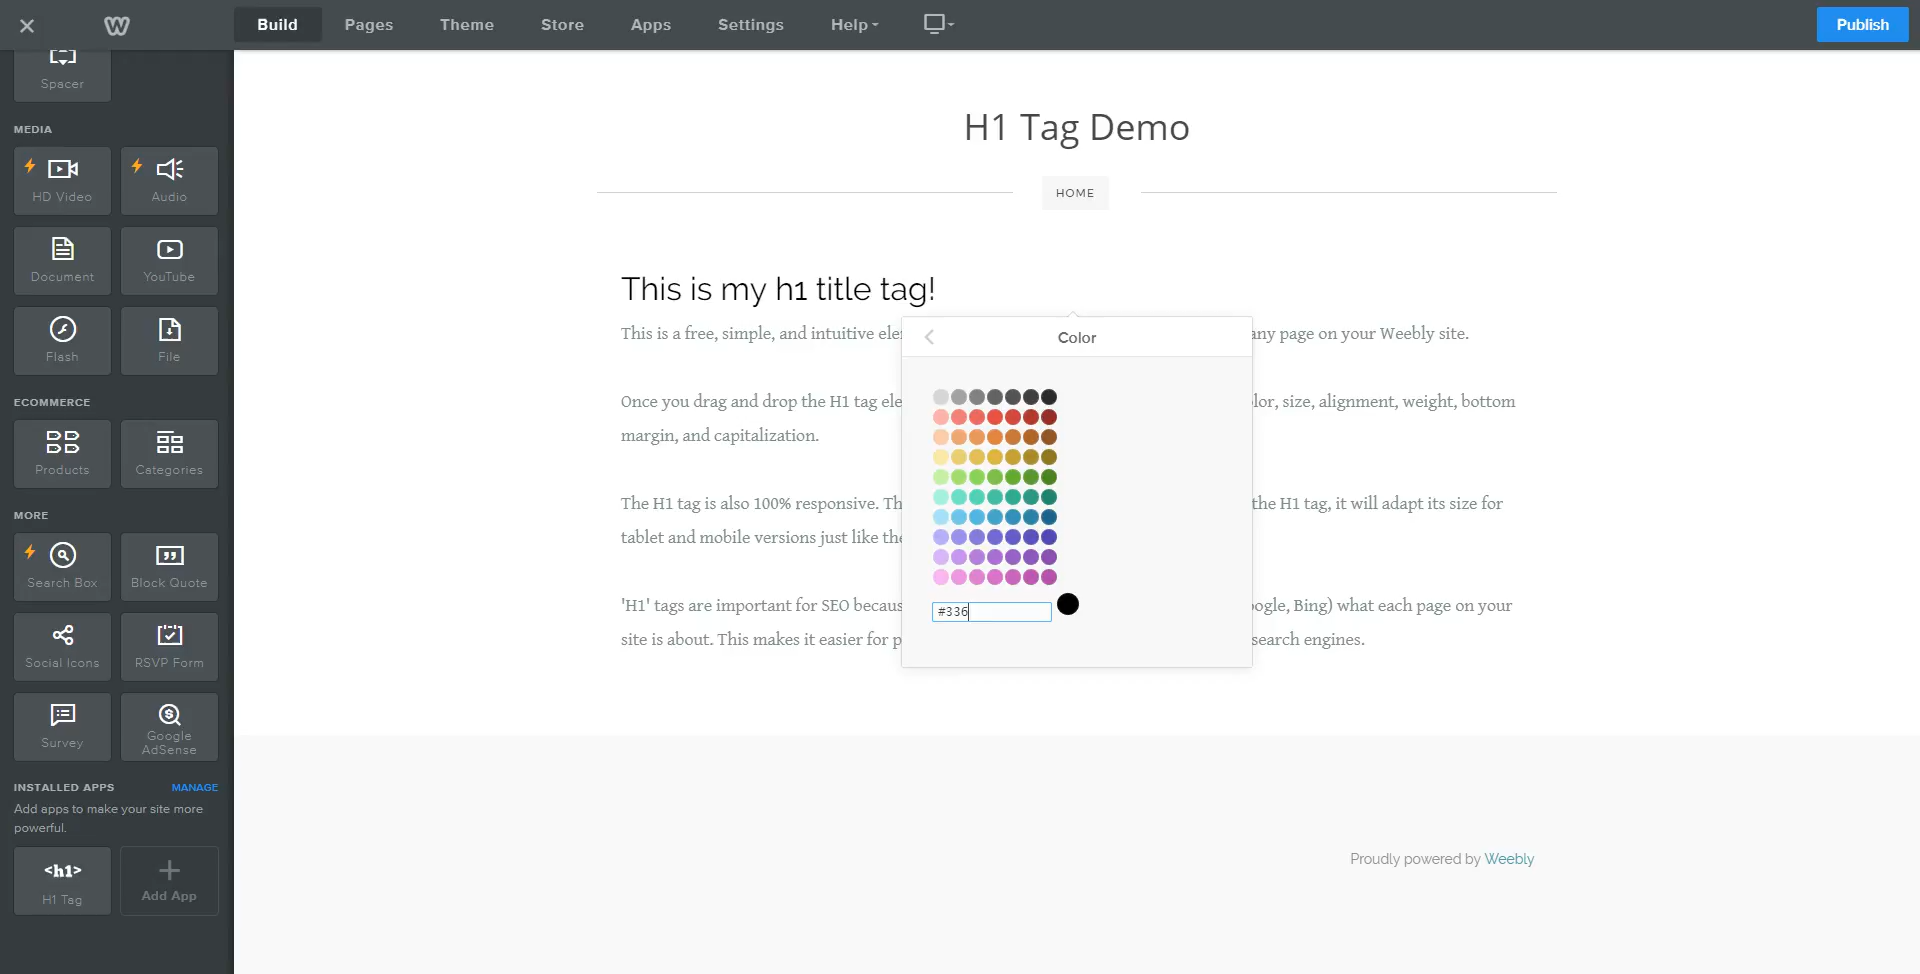 Build
Pages
Theme
Store
Apps
Settings
Help
Publish
Spacer
MEDIA
HD Video
Audio
Document
YouTube
Flash
File
ECOMMERCE
Products
Categories
MORE
Search Box
Block Quote
Social Icons
RSVP Form
Survey
Google
AdSense
INSTALLED APPS
MANAGE
Add apps to make your site more
powerful.
<h1>
H1 Tag
Add App
H1 Tag Demo
HOME
This is my h1 title tag!
This is a free, simple, and intuitive any page on your Weebly site.
Once you drag and drop the H1 tag size, alignment, weight, bottom
margin, and capitalization.
The H1 tag is also 100% responsive. the H1 tag, it will adapt its size for
tablet and mobile versions just like
'H1' tags are important for SEO Bing) what each page on your
site is about. This makes it easier for search engines.
Color
#336
Proudly powered by Weebly